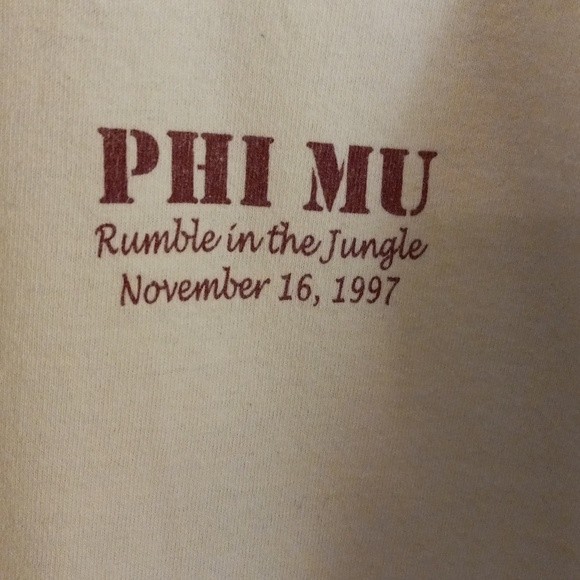 PHI MU
Rumble in the Jungle
November 16, 1997